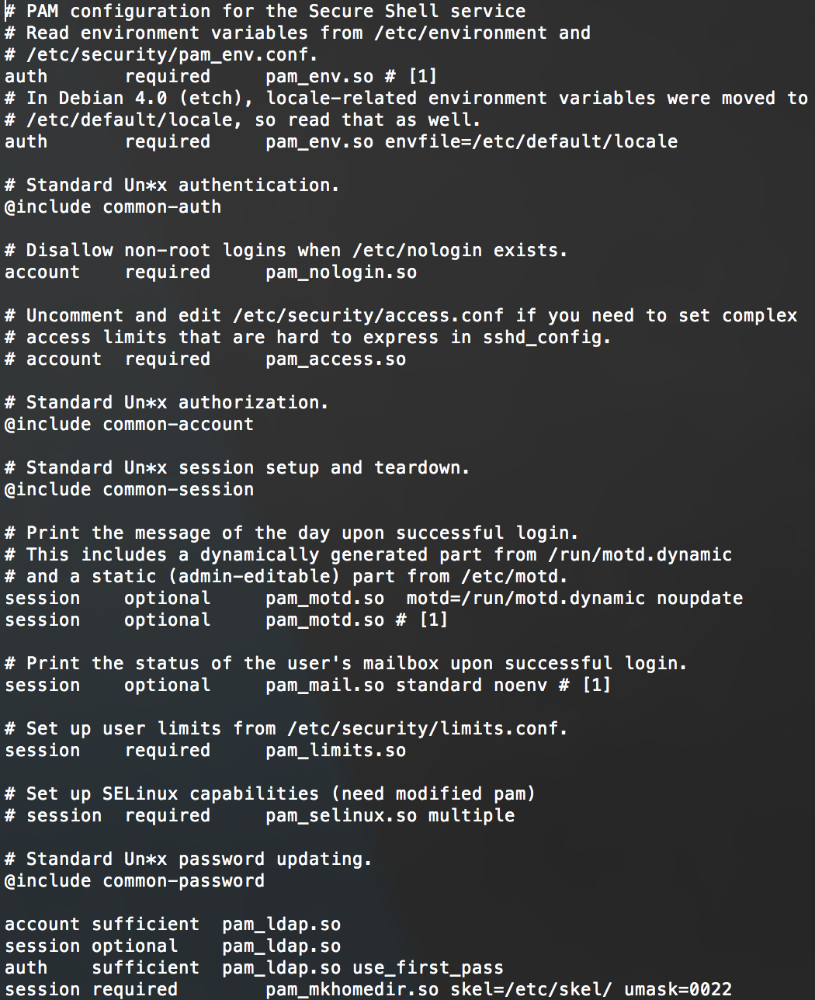 # PAM configuration for the Secure Shell service
# Read environment variables from /etc/environment and
# /etc/security/pam_env.conf.
auth       required     pam_env.so # [1]
# In Debian 4.0 (etch), locale-related environment variables were moved to
# /etc/default/locale, so read that as well.
auth       required     pam_env.so envfile=/etc/default/locale

# Standard Un*x authentication.
@include common-auth

# Disallow non-root logins when /etc/nologin exists.
account    required     pam_nologin.so

# Uncomment and edit /etc/security/access.conf if you need to set complex
# access limits that are hard to express in sshd_config.
# account  required     pam_access.so

# Standard Un*x authorization.
@include common-account

# Standard Un*x session setup and teardown.
@include common-session

# Print the message of the day upon successful login.
# This includes a dynamically generated part from /run/motd.dynamic
# and a static (admin-editable) part from /etc/motd.
session    optional     pam_motd.so  motd=/run/motd.dynamic noupdate
session    optional     pam_motd.so # [1]

# Print the status of the user's mailbox upon successful login.
session    optional     pam_mail.so standard noenv # [1]

# Set up user limits from /etc/security/limits.conf.
session    required     pam_limits.so

# Set up SELinux capabilities (need modified pam)
# session  required     pam_selinux.so multiple

# Standard Un*x password updating.
@include common-password

account sufficient  pam_ldap.so
session optional    pam_ldap.so
auth    sufficient  pam_ldap.so use_first_pass
session required        pam_mkhomedir.so skel=/etc/skel/ umask=0022